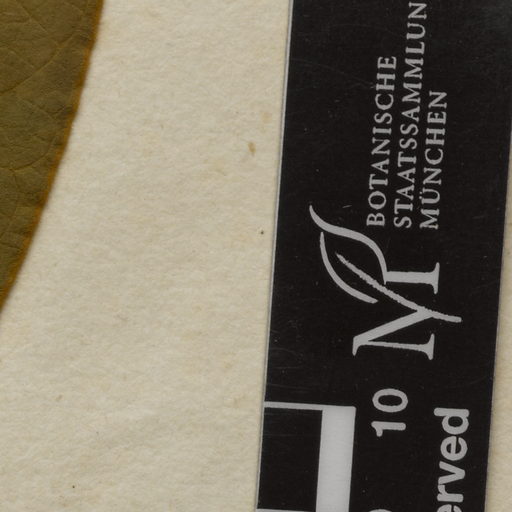 BOTANISCHE
STAATSSAMMLUN
MÜNCHEN
M
10
erved